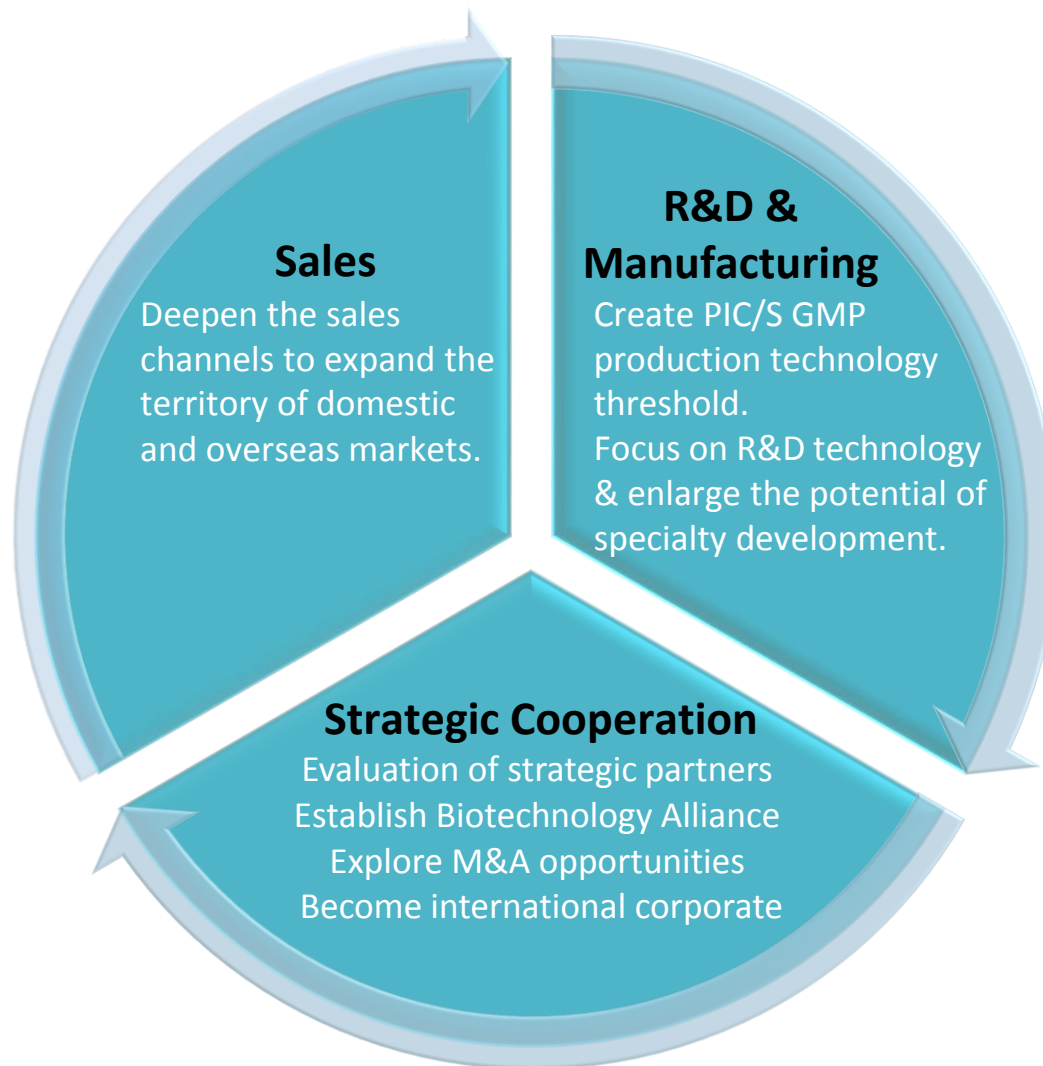 Sales
Deepen the sales
channels to expand the
territory of domestic
and overseas markets.
R&D &
Manufacturing
Create PIC/S GMP
production technology
threshold.
Focus on R&D technology
& enlarge the potential of
specialty development.
Strategic Cooperation
Evaluation of strategic partners
Establish Biotechnology Alliance
Explore M&A opportunities
Become international corporate